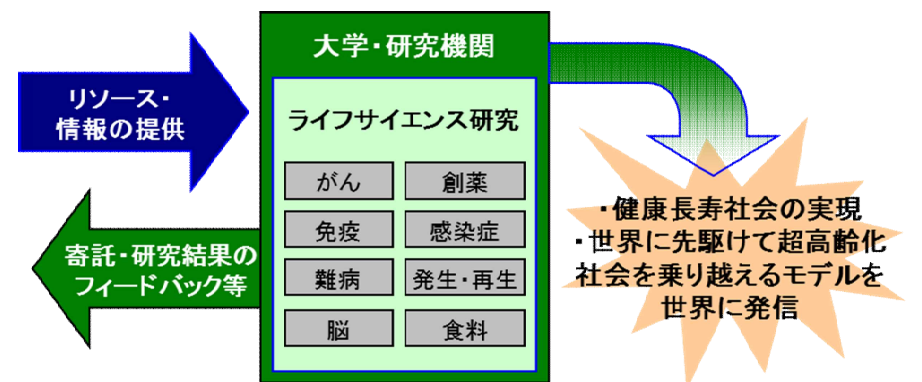 リソース・
情報の提供
寄託・研究結果の
フィードバック等
大学・研究機関
ライフサイエンス研究
がん
創薬
免疫
感染症
難病
発生・再生
脳
食料
・健康長寿社会の実現
・世界に先駆けて超高齢化
社会を乗り越えるモデルを
世界に発信